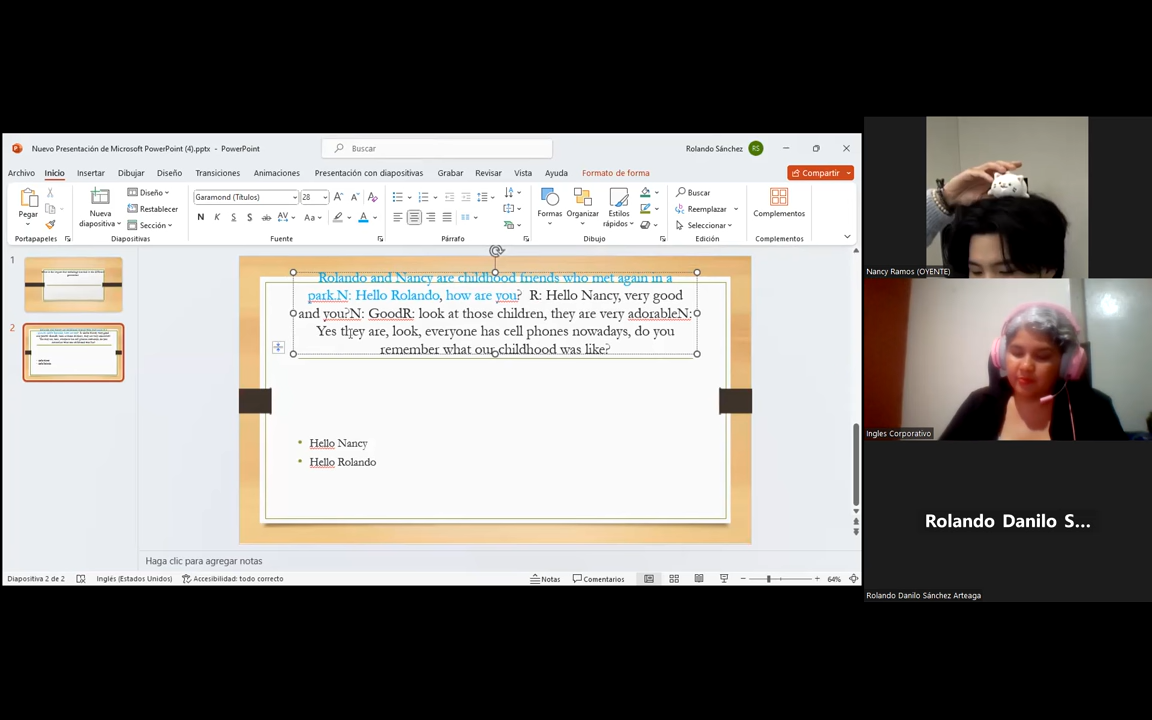 Nuevo Presentación de Microsoft PowerPoint (4).pptx - PowerPoint
Buscar
Rolando Sánchez
RS
Archivo Inicio Insertar Dibujar Diseño Transiciones Animaciones Presentación con diapositivas Grabar Revisar Vista Ayuda Formato de forma
Compartir
Pegar
Portapapeles
Nueva diapositiva
Diseño
Restablecer
Sección
Diapositivas
Garamond (Títulos) 28
N K S S ab AV Aa A
Fuente
Párrafo
Formas
Organizar
Estilos rápidos
Dibujo
Buscar
Reemplazar
Seleccionar
Edición
Complementos
Complementos
1
2
Rolando and Nancy are childhood friends who met again in a
park.N: Hello Rolando, how are you? R: Hello Nancy, very good
and you?N: GoodR: look at those children, they are very adorableN:
Yes they are, look, everyone has cell phones nowadays, do you
remember what our childhood was like?
Hello Nancy
Hello Rolando
Haga clic para agregar notas
Diapositiva 2 de 2 Inglés (Estados Unidos) Accesibilidad: todo correcto Notas Comentarios 64%
Nancy Ramos (OYENTE)
Ingles Corporativo
Rolando Danilo S...
Rolando Danilo Sánchez Arteaga